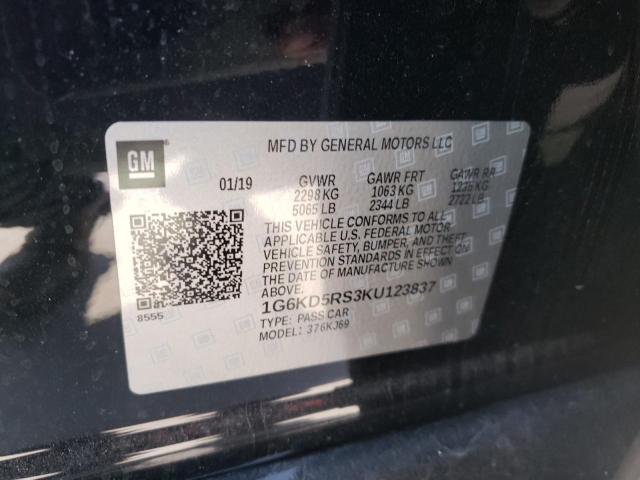 GM
MFD BY GENERAL MOTORS LLC
01/19 GVWR GAWR FRT GAWR RR
2298 KG 1063 KG 1235 KG
5065 LB 2344 LB 2722 LB
THIS VEHICLE CONFORMS TO ALL
APPLICABLE U.S. FEDERAL MOTOR
VEHICLE SAFETY, BUMPER, AND THEFT
PREVENTION STANDARDS IN EFFECT
ON THE DATE OF MANUFACTURE SHOWN
ABOVE.
1G6KD5RS3KU123837
TYPE: PASS CAR
MODEL: 376KJ69
8555